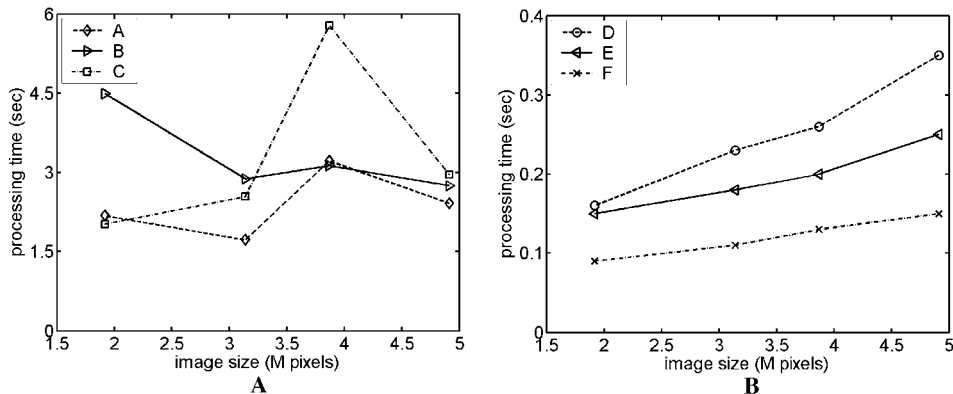 6
4.5
3
1.5
0
1.5 2 2.5 3 3.5 4 4.5 5
processing time (sec)
image size (M pixels)
A
B
C
A
0.4
0.3
0.2
0.1
0
1.5 2 2.5 3 3.5 4 4.5 5
processing time (sec)
image size (M pixels)
D
E
F
B